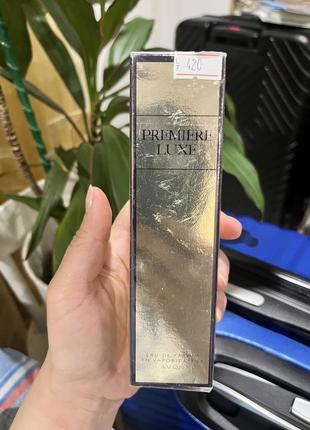 420
PREMIERE
LUXE
EAU DE PARFUM
EN VAPORISATEUR
AVON